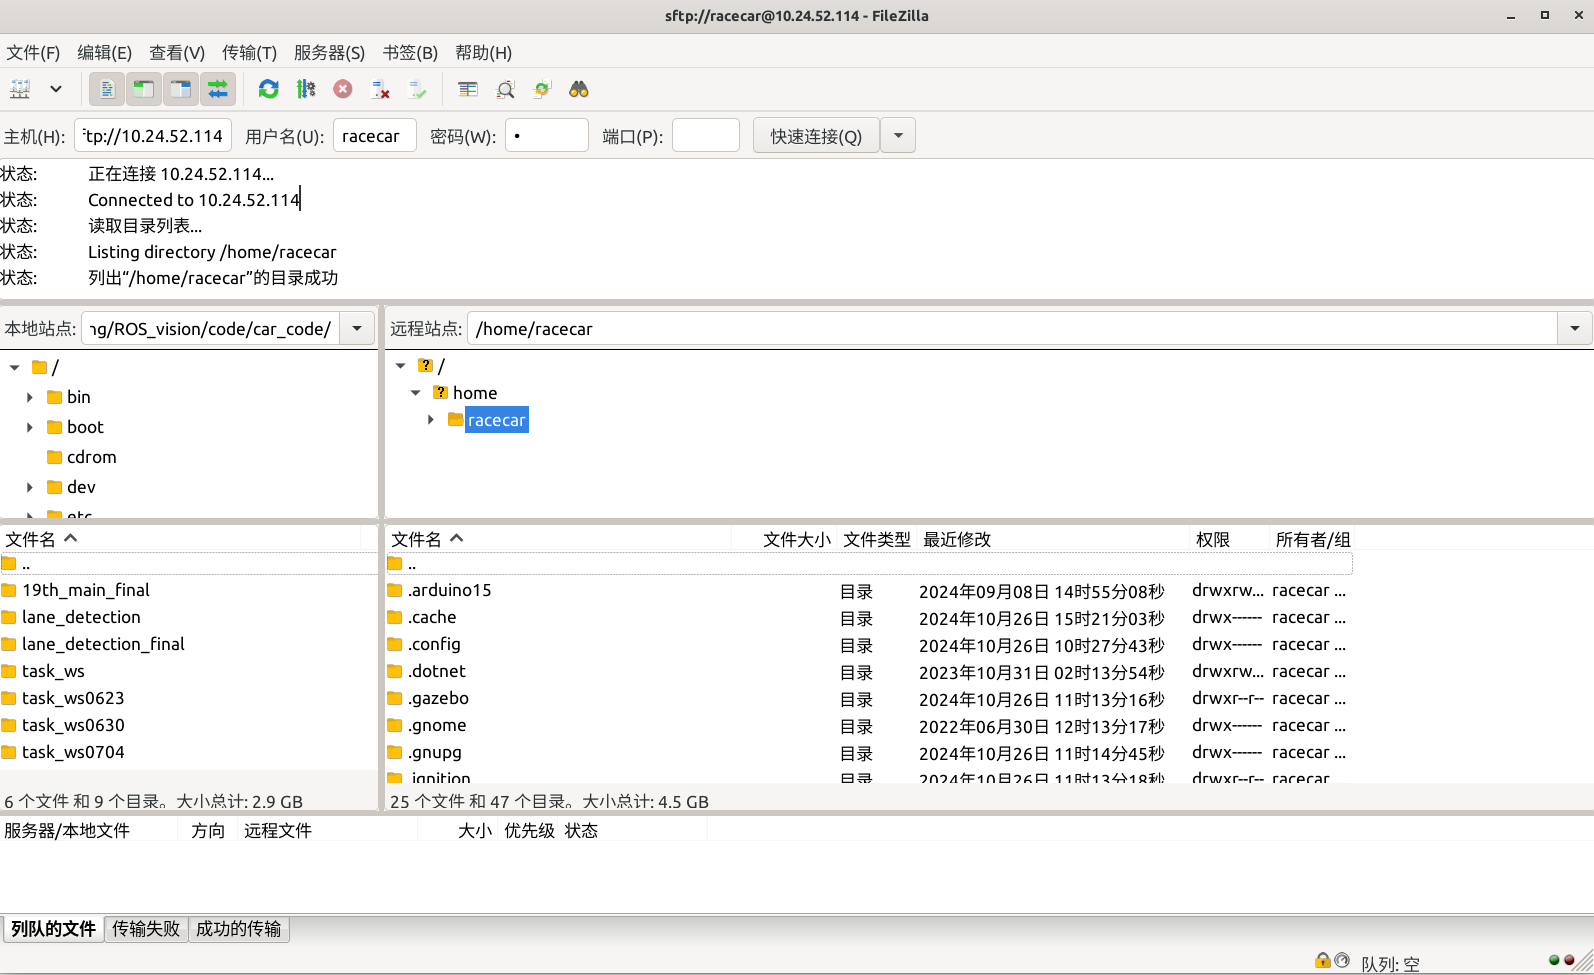 sftp://racecar@10.24.52.114 - FileZilla
文件(F) 编辑(E) 查看(V) 传输(T) 服务器(S) 书签(B) 帮助(H)
主机(H): tp://10.24.52.114 用户名(U): racecar 密码(W): • 端口(P): 快速连接(Q)
状态: 正在连接 10.24.52.114...
状态: Connected to 10.24.52.114
状态: 读取目录列表...
状态: Listing directory /home/racecar
状态: 列出“/home/racecar”的目录成功
本地站点: ng/ROS_vision/code/car_code/
/
bin
boot
cdrom
dev
etc
远程站点: /home/racecar
/
home
racecar
文件名
..
19th_main_final
lane_detection
lane_detection_final
task_ws
task_ws0623
task_ws0630
task_ws0704
6 个文件 和 9 个目录。大小总计: 2.9 GB
文件名 文件大小 文件类型 最近修改 权限 所有者/组
..
.arduino15 目录 2024年09月08日 14时55分08秒 drwxrw... racecar ...
.cache 目录 2024年10月26日 15时21分03秒 drwx------ racecar ...
.config 目录 2024年10月26日 10时27分43秒 drwx------ racecar ...
.dotnet 目录 2023年10月31日 02时13分54秒 drwxrw... racecar ...
.gazebo 目录 2024年10月26日 11时13分16秒 drwxr--r-- racecar ...
.gnome 目录 2022年06月30日 12时13分17秒 drwx------ racecar ...
.gnupg 目录 2024年10月26日 11时14分45秒 drwx------ racecar ...
.ignition 目录 2024年10月26日 11时13分18秒 drwxr--r-- racecar ...
25 个文件 和 47 个目录。大小总计: 4.5 GB
服务器/本地文件 方向 远程文件 大小 优先级 状态
列队的文件 传输失败 成功的传输
队列: 空